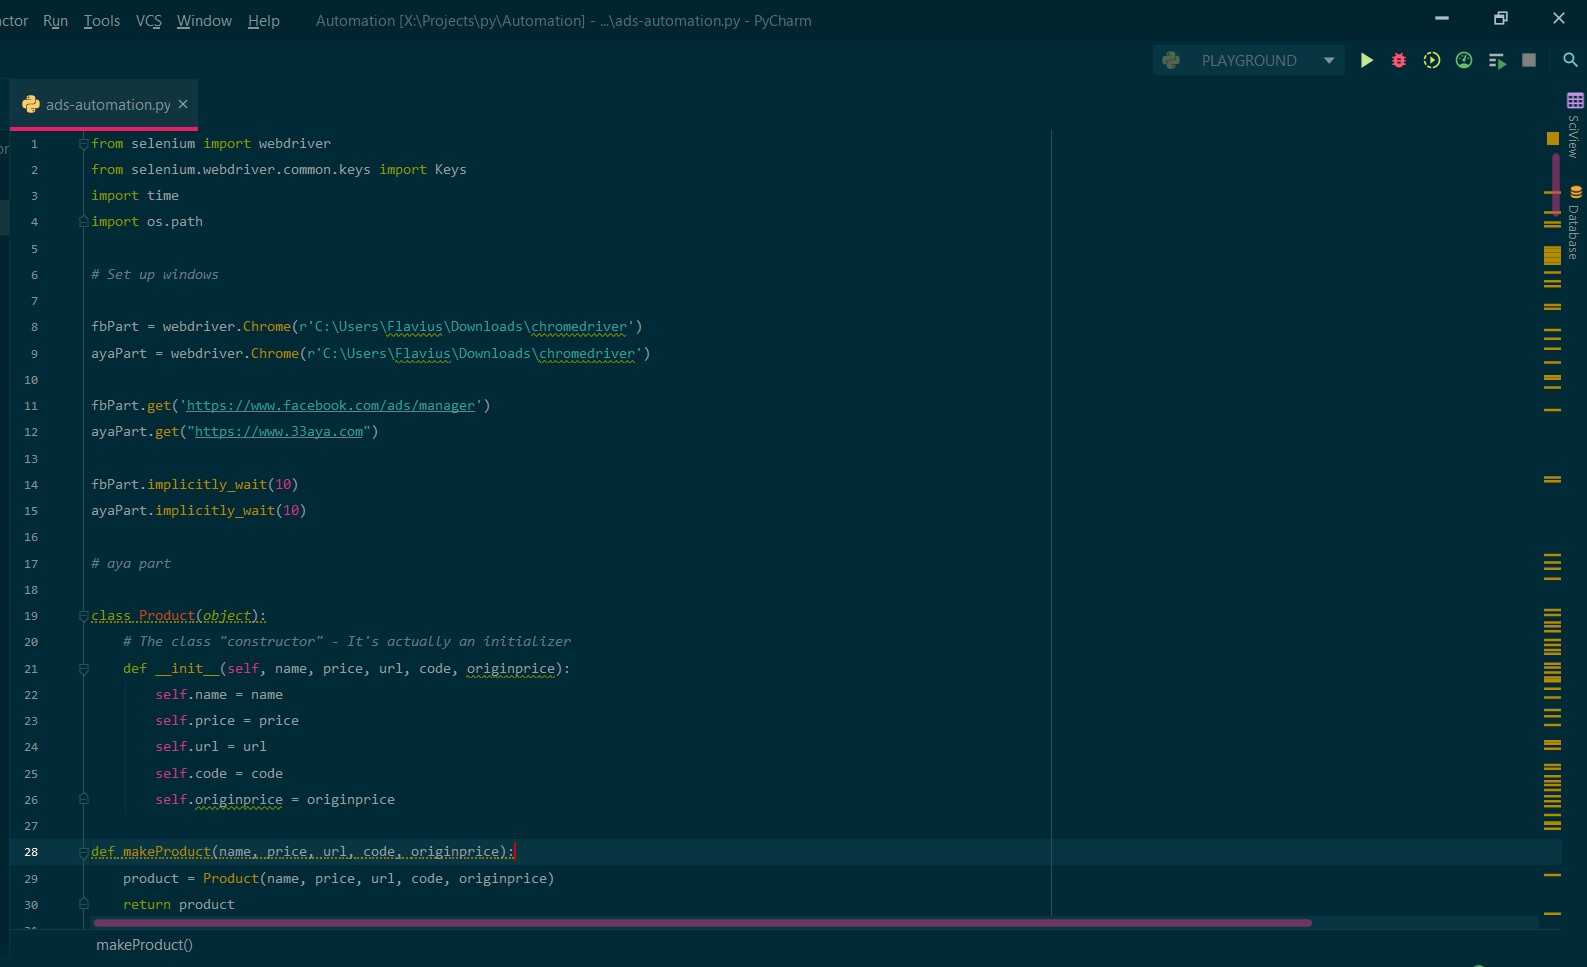 Run Tools VCS Window Help Automation [X:\Projects\py\Automation] - ...\ads-automation.py - PyCharm
PLAYGROUND
ads-automation.py
1 from selenium import webdriver
2 from selenium.webdriver.common.keys import Keys
3 import time
4 import os.path
5
6 # Set up windows
7
8 fbPart = webdriver.Chrome(r'C:\Users\Flavius\Downloads\chromedriver')
9 ayaPart = webdriver.Chrome(r'C:\Users\Flavius\Downloads\chromedriver')
10
11 fbPart.get('https://www.facebook.com/ads/manager')
12 ayaPart.get("https://www.33aya.com")
13
14 fbPart.implicitly_wait(10)
15 ayaPart.implicitly_wait(10)
16
17 # aya part
18
19 class Product(object):
20 # The class "constructor" - It's actually an initializer
21 def __init__(self, name, price, url, code, originprice):
22 self.name = name
23 self.price = price
24 self.url = url
25 self.code = code
26 self.originprice = originprice
27
28 def makeProduct(name, price, url, code, originprice):
29 product = Product(name, price, url, code, originprice)
30 return product
makeProduct()
SciView
Database